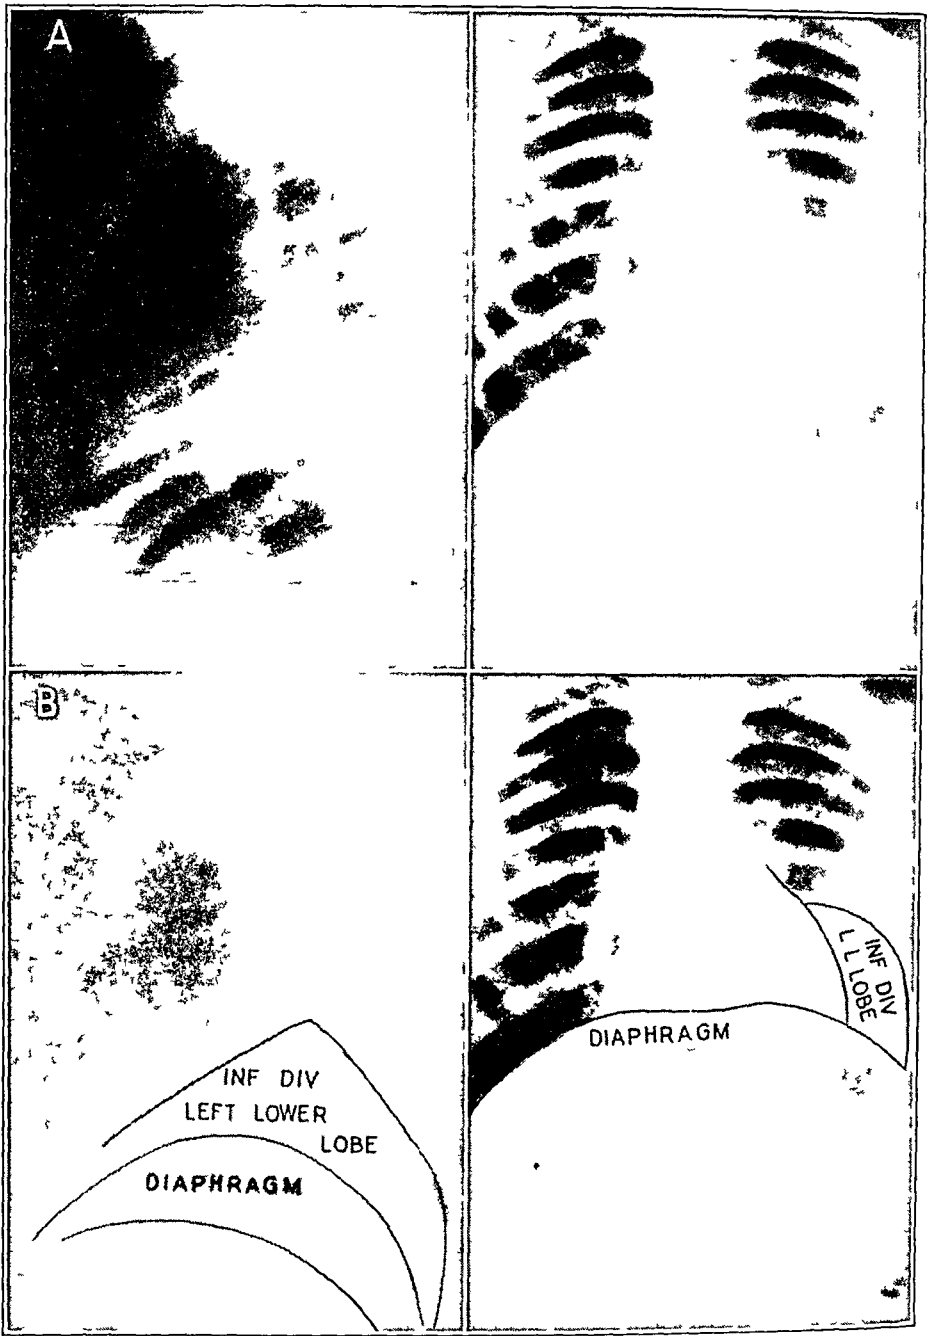 A
B
INF DIV
LEFT LOWER
LOBE
DIAPHRAGM
DIAPHRAGM
INF DIV
L L LOBE